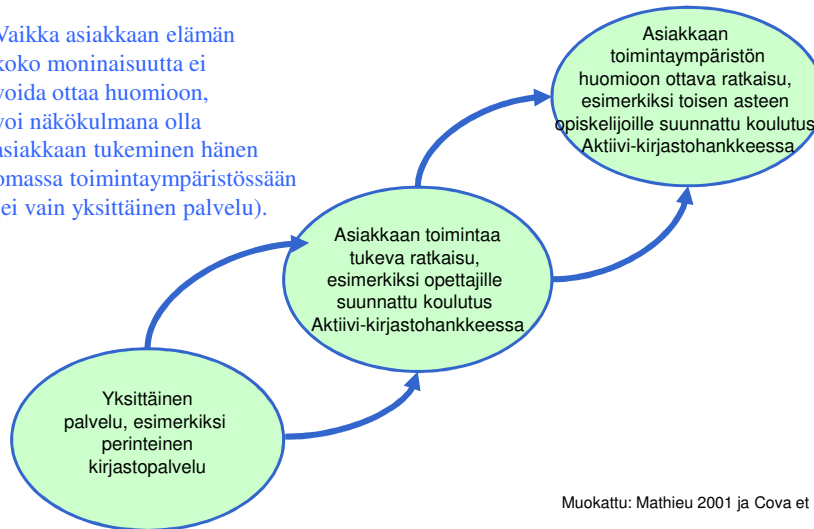 Vaikka asiakkaan elämän
koko moninaisuutta ei
voida ottaa huomioon,
voi näkökulmana olla
asiakkaan tukeminen hänen
omassa toimintaympäristössään
ei vain yksittäinen palvelu).
Asiakkaan
toimintaympäristön
huomioon ottava ratkaisu,
esimerkiksi toisen asteen
opiskelijoille suunnattu koulutus
Aktiivi-kirjastohankkeessa
Asiakkaan toimintaa
tukeva ratkaisu,
esimerkiksi opettajille
suunnattu koulutus
Aktiivi-kirjastohankkeessa
Yksittäinen
palvelu, esimerkiksi
perinteinen
kirjastopalvelu
Muokattu: Mathieu 2001 ja Cova et